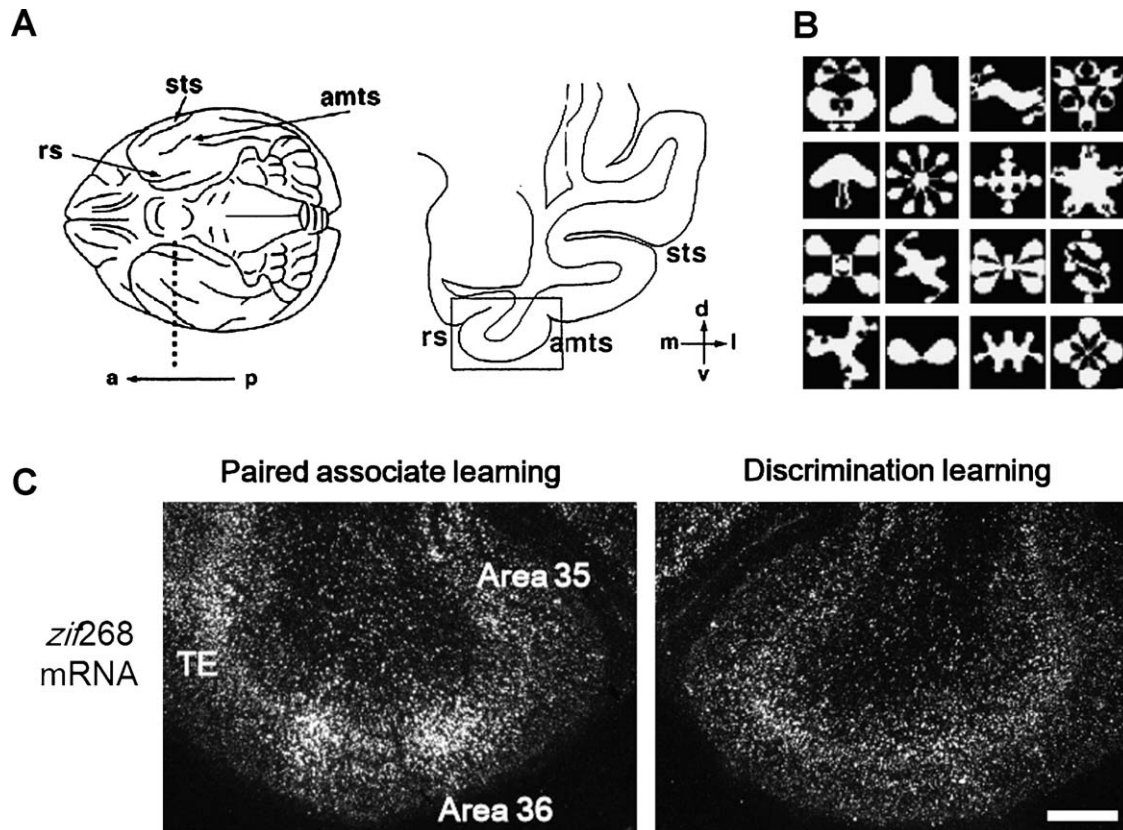 A
sts
amts
rs
a
p
rs
amts
sts
d
m
l
v
B
C
Paired associate learning
Discrimination learning
zif268
mRNA
TE
Area 35
Area 36